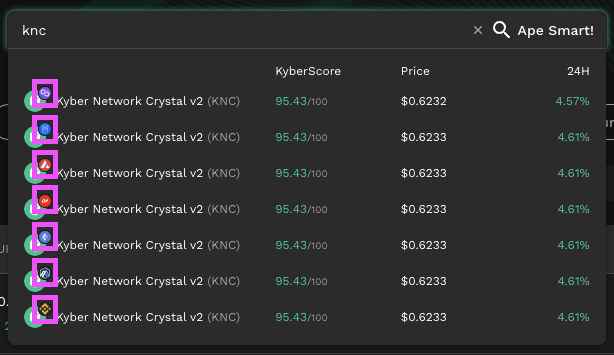 knc × Ape Smart!
KyberScore Price 24H
Kyber Network Crystal v2 (KNC) 95.43/100 $0.6232 4.57%
Kyber Network Crystal v2 (KNC) 95.43/100 $0.6233 4.61%
Kyber Network Crystal v2 (KNC) 95.43/100 $0.6233 4.61%
Kyber Network Crystal v2 (KNC) 95.43/100 $0.6233 4.61%
Kyber Network Crystal v2 (KNC) 95.43/100 $0.6233 4.61%
Kyber Network Crystal v2 (KNC) 95.43/100 $0.6233 4.61%
Kyber Network Crystal v2 (KNC) 95.43/100 $0.6233 4.61%